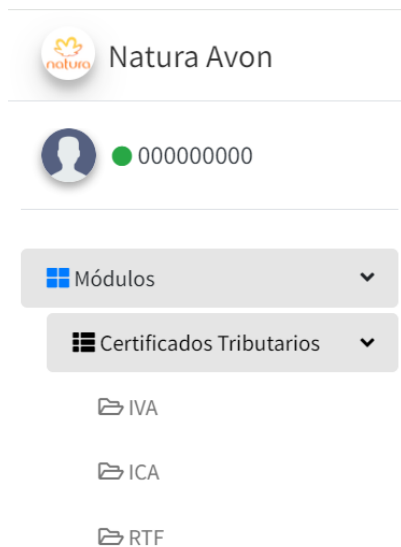 natura
Natura Avon
000000000
Módulos
Certificados Tributarios
IVA
ICA
RTF